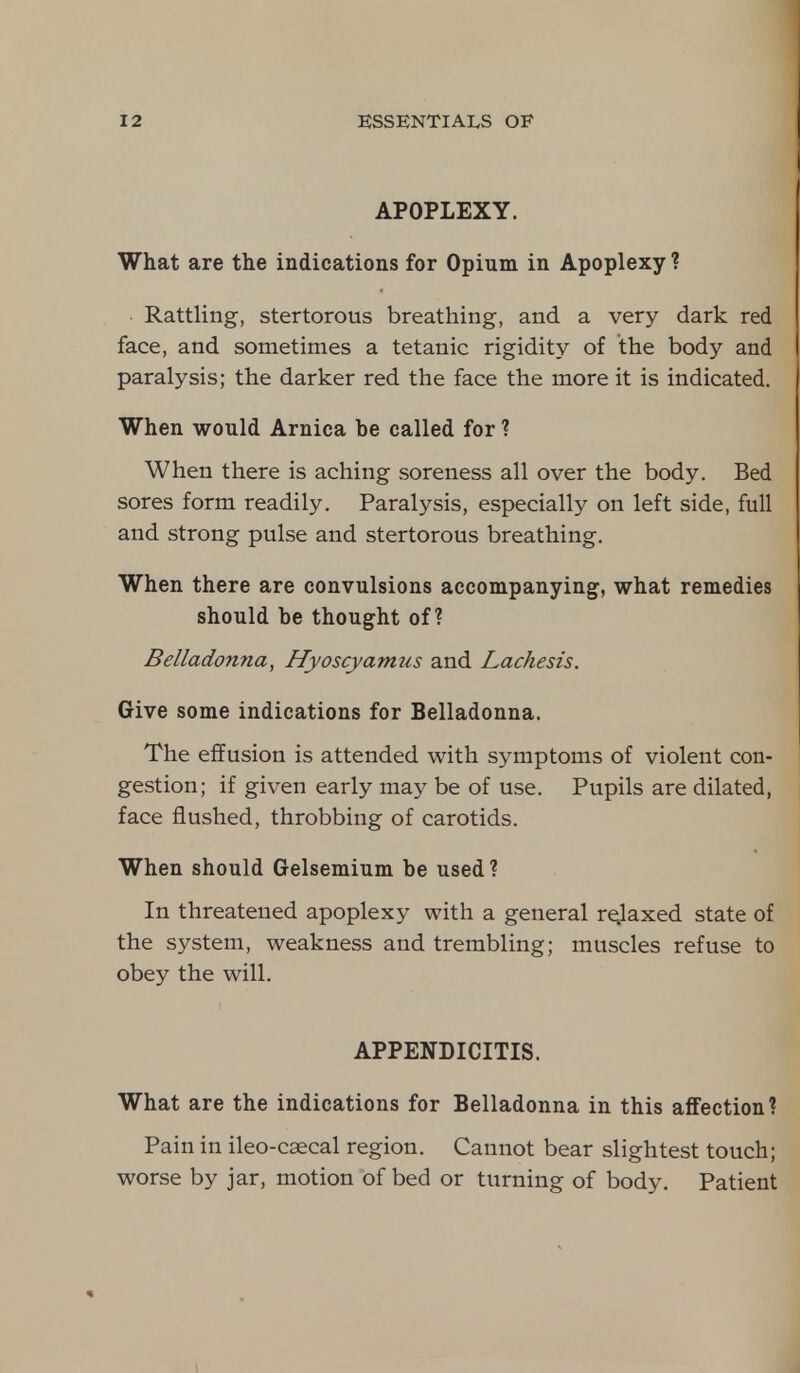 12 ESSENTIALS OF
APOPLEXY.
What are the indications for Opium in Apoplexy?
Rattling, stertorous breathing, and a very dark red
face, and sometimes a tetanic rigidity of the body and
paralysis; the darker red the face the more it is indicated.
When would Arnica be called for?
When there is aching soreness all over the body. Bed
sores form readily. Paralysis, especially on left side, full
and strong pulse and stertorous breathing.
When there are convulsions accompanying, what remedies
should be thought of?
Belladonna, Hyoscyamus and Lachesis.
Give some indications for Belladonna.
The effusion is attended with symptoms of violent con-
gestion; if given early may be of use. Pupils are dilated,
face flushed, throbbing of carotids.
When should Gelsemium be used?
In threatened apoplexy with a general relaxed state of
the system, weakness and trembling; muscles refuse to
obey the will.
APPENDICITIS.
What are the indications for Belladonna in this affection?
Pain in ileo-cæcal region. Cannot bear slightest touch;
worse by jar, motion of bed or turning of body. Patient